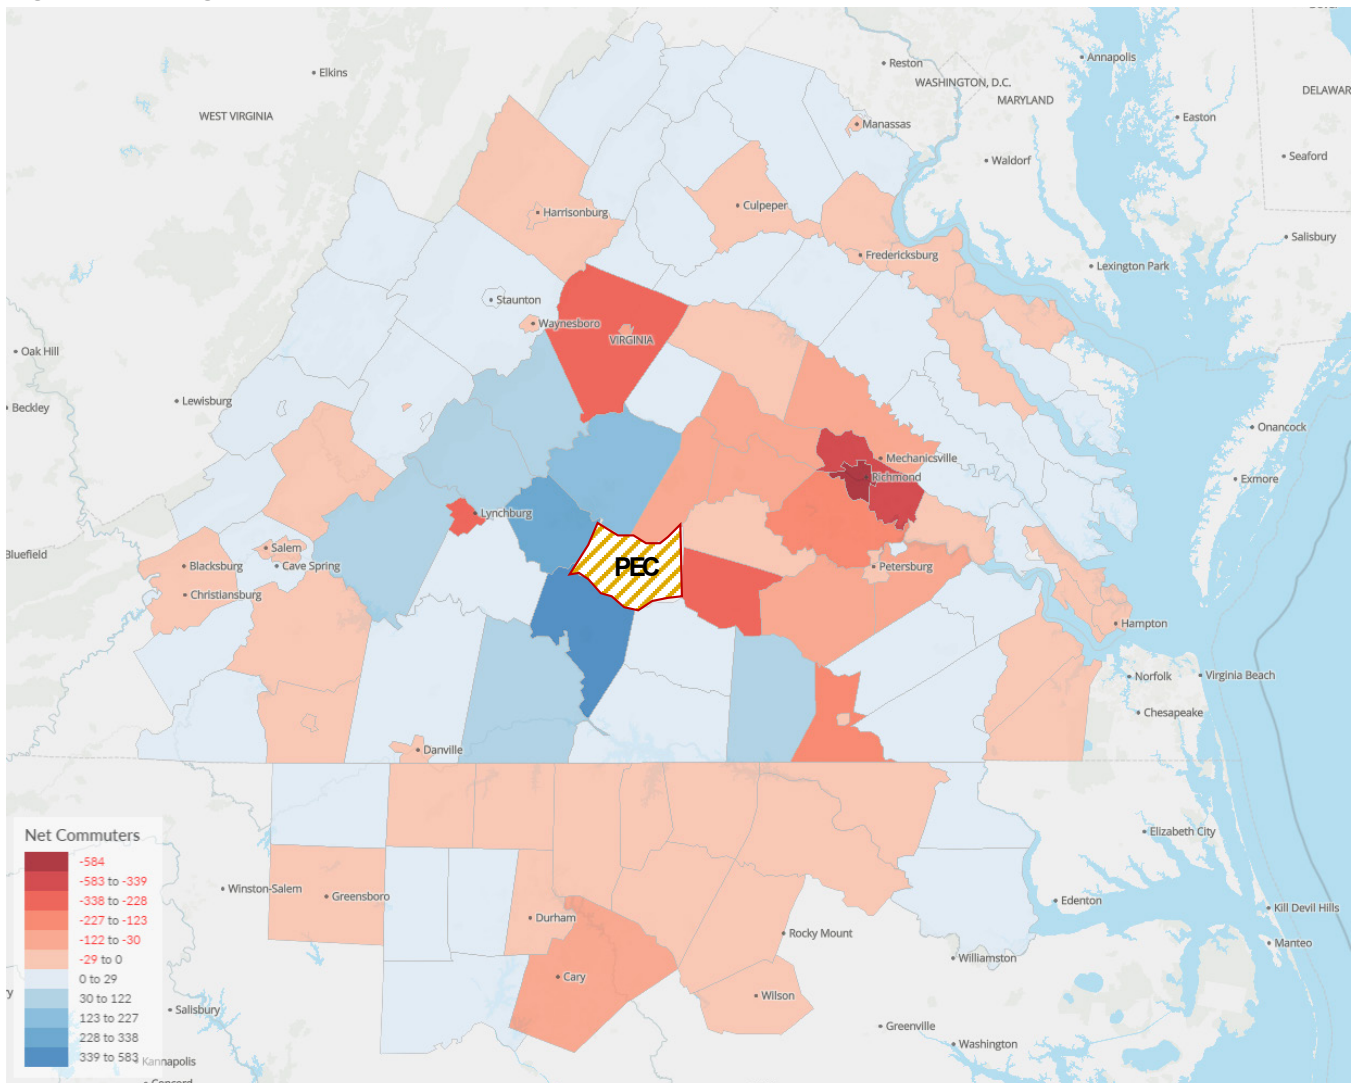 Elkins
Reston
Annapolis
WASHINGTON, D.C.
MARYLAND
DELAWAR
WEST VIRGINIA
Manassas
Easton
Waldorf
Seaford
Harrisonburg
Culpeper
Salisbury
Fredericksburg
Lexington Park
Staunton
Waynesboro
VIRGINIA
Oak Hill
Lewisburg
Beckley
Onancock
Mechanicsville
Richmond
Exmore
Lynchburg
Salem
Bluefield
Blacksburg
Cave Spring
PEC
Petersburg
Christiansburg
Hampton
Norfolk
Virginia Beach
Chesapeake
Danville
Net Commuters
-584
-583 to -339
-338 to -228
-227 to -123
-122 to -30
-29 to 0
0 to 29
30 to 122
123 to 227
228 to 338
339 to 583
Elizabeth City
Winston-Salem
Greensboro
Edenton
Kill Devil Hills
Durham
Rocky Mount
Manteo
Williamston
Cary
Wilson
Salisbury
Greenville
Washington
Kannapolis
Concord